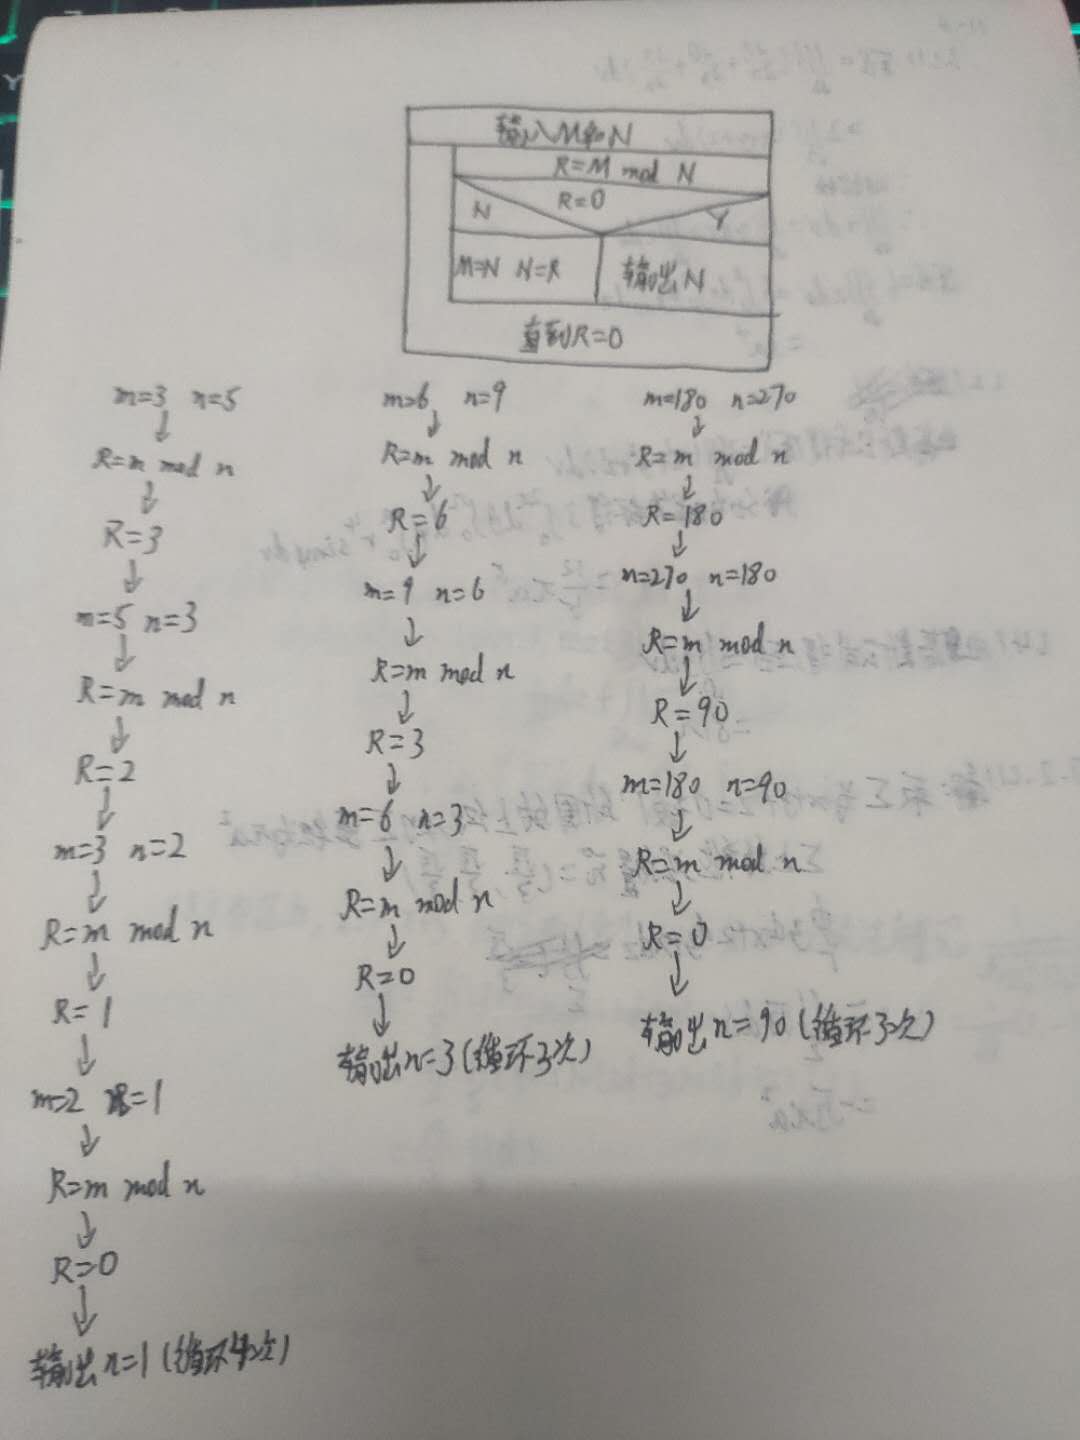 输入M和N
R=M mod N
R=0
N
Y
M=N N=R
输出N
直到R=0
m=3 n=5
R=m mod n
R=3
m=5 n=3
R=m mod n
R=2
m=3 n=2
R=m mod n
R=1
m=2 n=1
R=m mod n
R=0
输出n=1(循环4次)
m=6 n=9
R=m mod n
R=6
m=9 n=6
R=m mod n
R=3
m=6 n=3
R=m mod n
R=0
输出n=3(循环3次)
m=180 n=270
R=m mod n
R=180
n=270 n=180
R=m mod n
R=90
m=180 n=90
R=m mod n
R=0
输出n=90(循环3次)